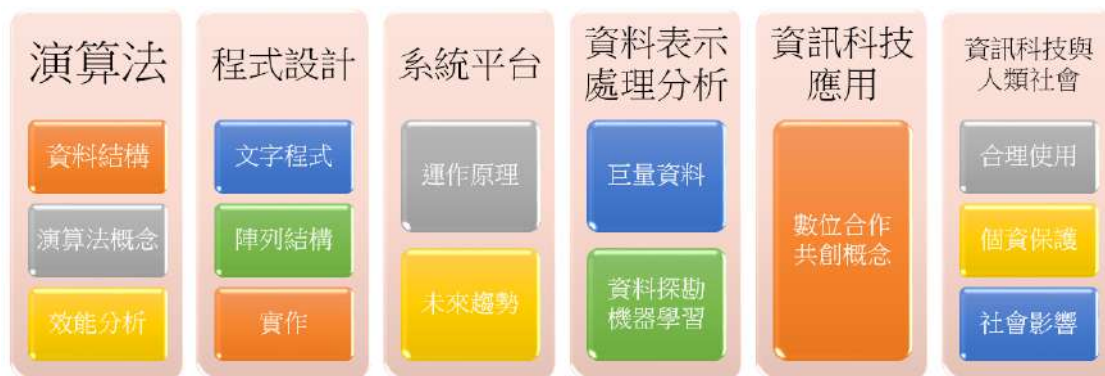 演算法
資料結構
演算法概念
效能分析
程式設計
文字程式
陣列結構
實作
系統平台
運作原理
未來趨勢
資料表示
處理分析
巨量資料
資料探勘
機器學習
資訊科技
應用
數位合作
共創概念
資訊科技與
人類社會
合理使用
個資保護
社會影響